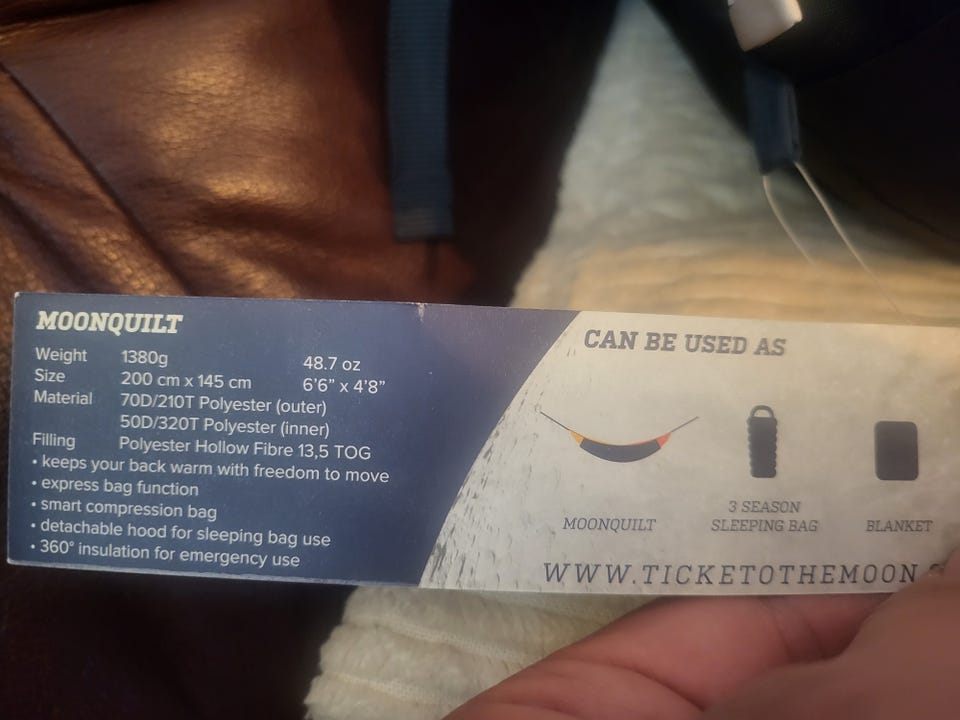 MOONQUILT
Weight 1380g 48.7 oz
Size 200 cm x 145 cm 6'6" x 4'8"
Material 70D/210T Polyester (outer)
50D/320T Polyester (inner)
Filling Polyester Hollow Fibre 13,5 TOG
• keeps your back warm with freedom to move
• express bag function
• smart compression bag
• detachable hood for sleeping bag use
• 360° insulation for emergency use
CAN BE USED AS
MOONQUILT
3 SEASON
SLEEPING BAG
BLANKET
WWW.TICKETOTHEMOON